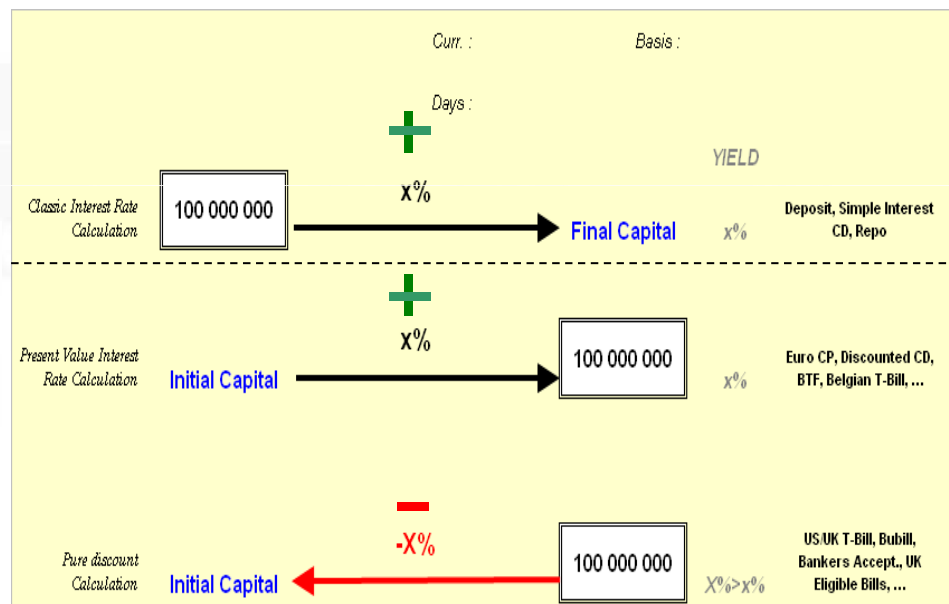 Curr. : Basis :
Days :
YIELD
x%
Classic Interest Rate
Calculation
100 000 000
Final Capital
x%
Deposit, Simple Interest
CD, Repo
x%
Present Value Interest
Rate Calculation
Initial Capital
100 000 000
x%
Euro CP, Discounted CD,
BTF, Belgian T-Bill, ...
-X%
Pure discount
Calculation
Initial Capital
100 000 000
X%>x%
US/UK T-Bill, Bubill,
Bankers Accept., UK
Eligible Bills, ...